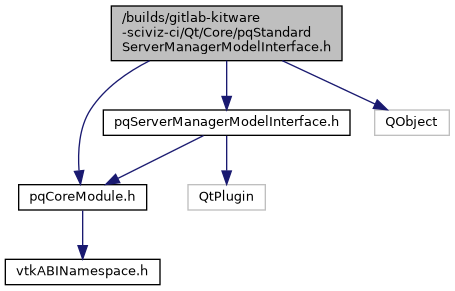 /builds/gitlab-kitware
-sciviz-ci/Qt/Core/pqStandard
ServerManagerModelInterface.h
pqServerManagerModelInterface.h
QObject
pqCoreModule.h
QtPlugin
vtkABINamespace.h